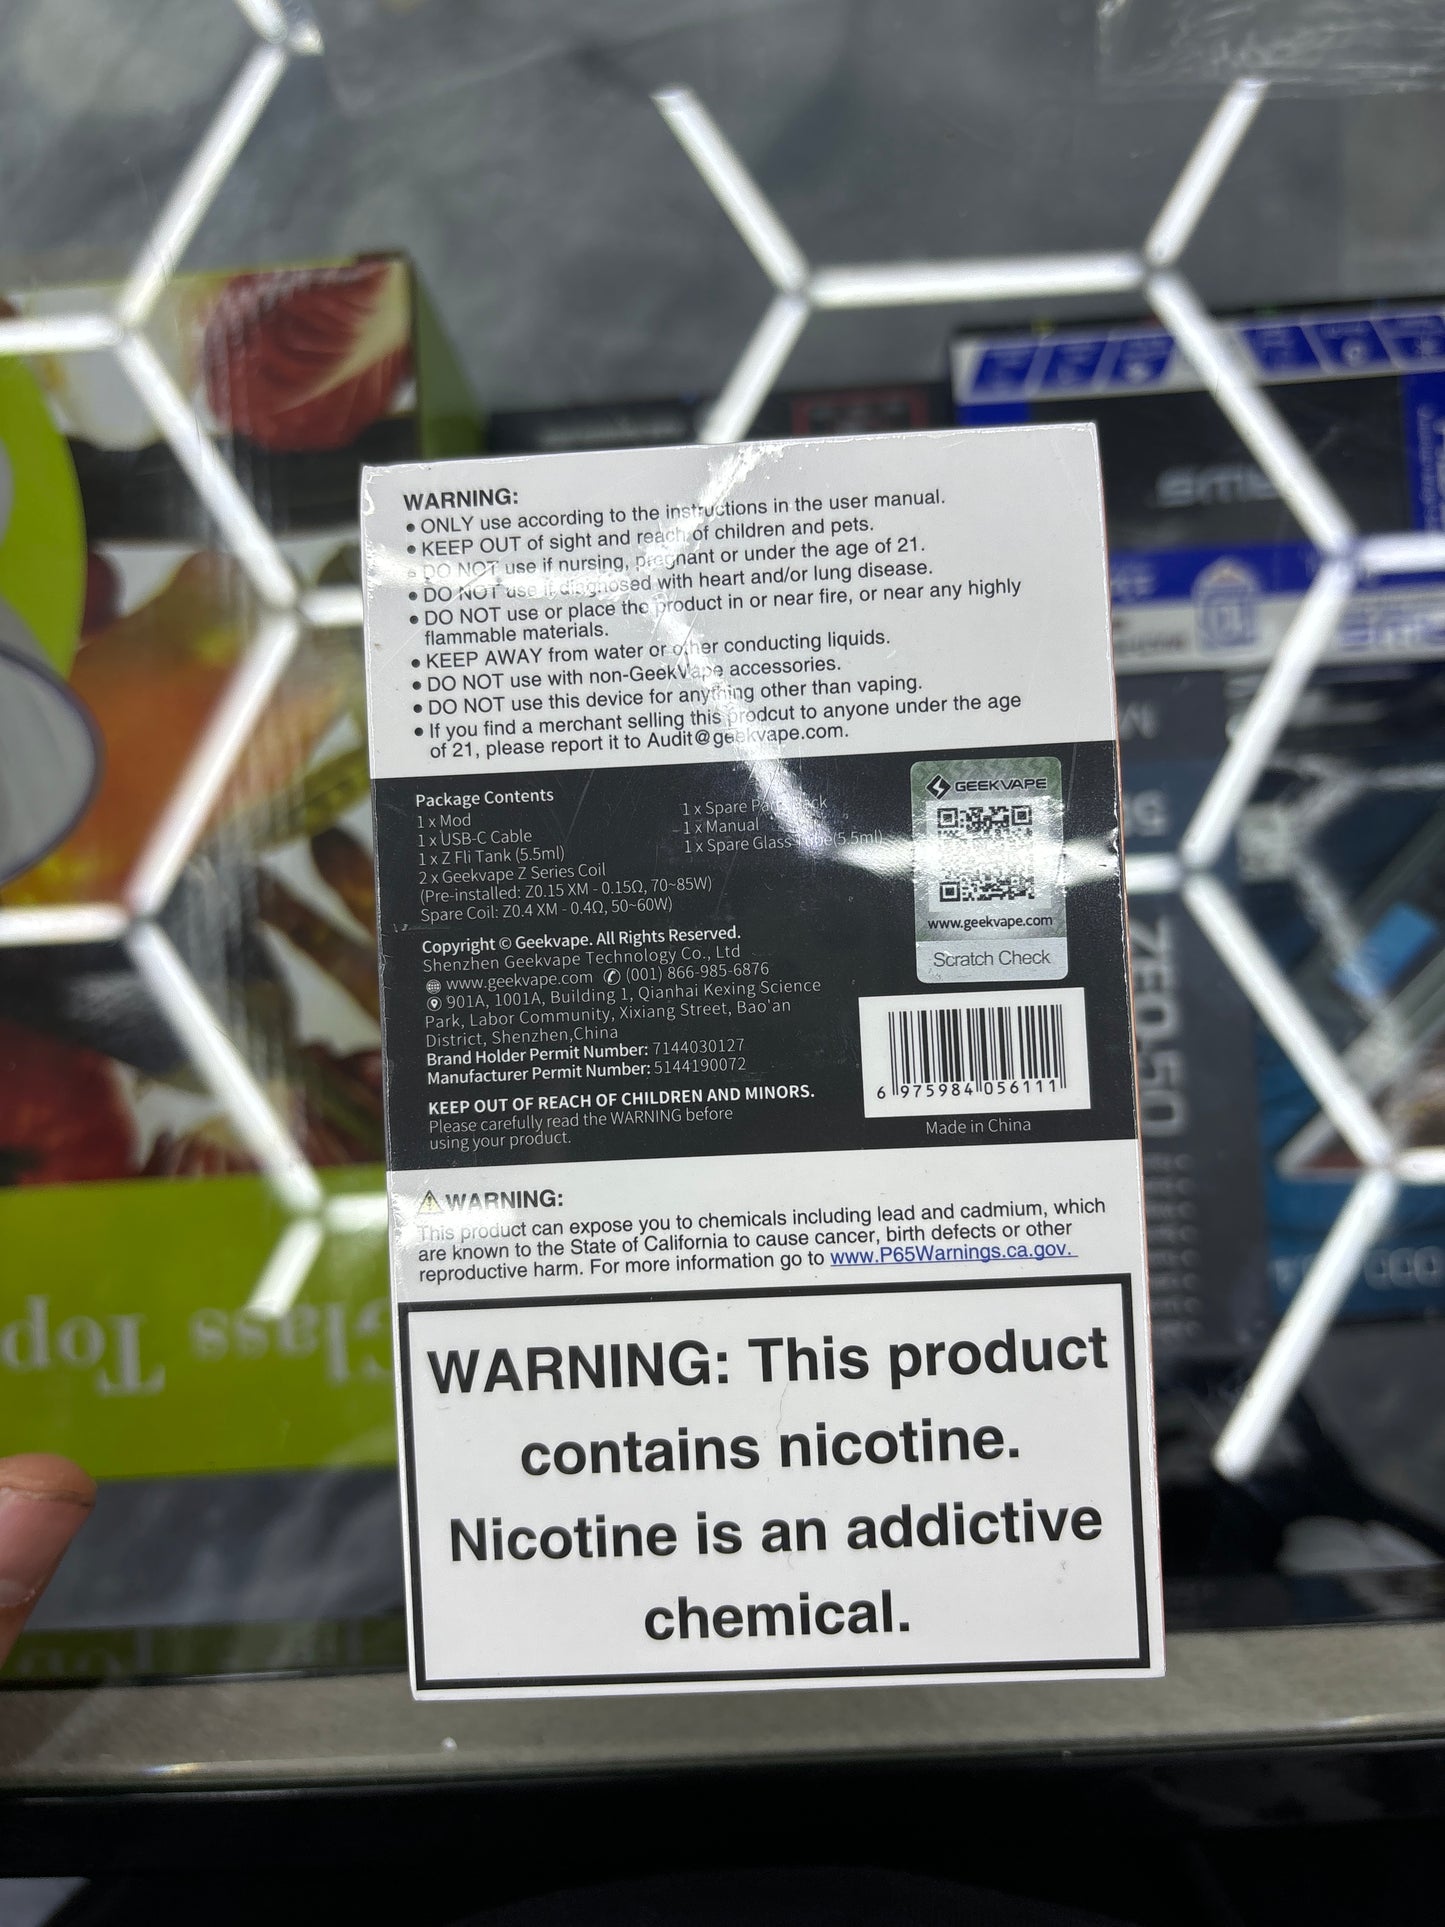 WARNING:
• ONLY use according to the instructions in the user manual.
• KEEP OUT of sight and reach of children and pets.
• DO NOT use if nursing, pregnant or under the age of 21.
• DO NOT use if diagnosed with heart and/or lung disease.
• DO NOT use or place the product in or near fire, or near any highly
flammable materials.
• KEEP AWAY from water or other conducting liquids.
• DO NOT use with non-GeekVape accessories.
• DO NOT use this device for anything other than vaping.
• If you find a merchant selling this prodcut to anyone under the age
of 21, please report it to Audit@geekvape.com.
Package Contents
1 x Mod
1 x USB-C Cable
1 x Z Fli Tank (5.5ml)
2 x Geekvape Z Series Coil
(Pre-installed: Z0.15 XM - 0.15Ω, 70~85W)
Spare Coil: Z0.4 XM - 0.4Ω, 50~60W)
1 x Spare Parts Pack
1 x Manual
1 x Spare Glass Tube(5.5ml)
GEEKVAPE
www.geekvape.com
Scratch Check
Copyright © Geekvape. All Rights Reserved.
Shenzhen Geekvape Technology Co., Ltd
www.geekvape.com (001) 866-985-6876
901A, 1001A, Building 1, Qianhai Kexing Science
Park, Labor Community, Xixiang Street, Bao'an
District, Shenzhen,China
Brand Holder Permit Number: 7144030127
Manufacturer Permit Number: 5144190072
KEEP OUT OF REACH OF CHILDREN AND MINORS.
Please carefully read the WARNING before
using your product.
6 975984 056111
Made in China
WARNING:
This product can expose you to chemicals including lead and cadmium, which
are known to the State of California to cause cancer, birth defects or other
reproductive harm. For more information go to www.P65Warnings.ca.gov.
WARNING: This product
contains nicotine.
Nicotine is an addictive
chemical.
Glass Top